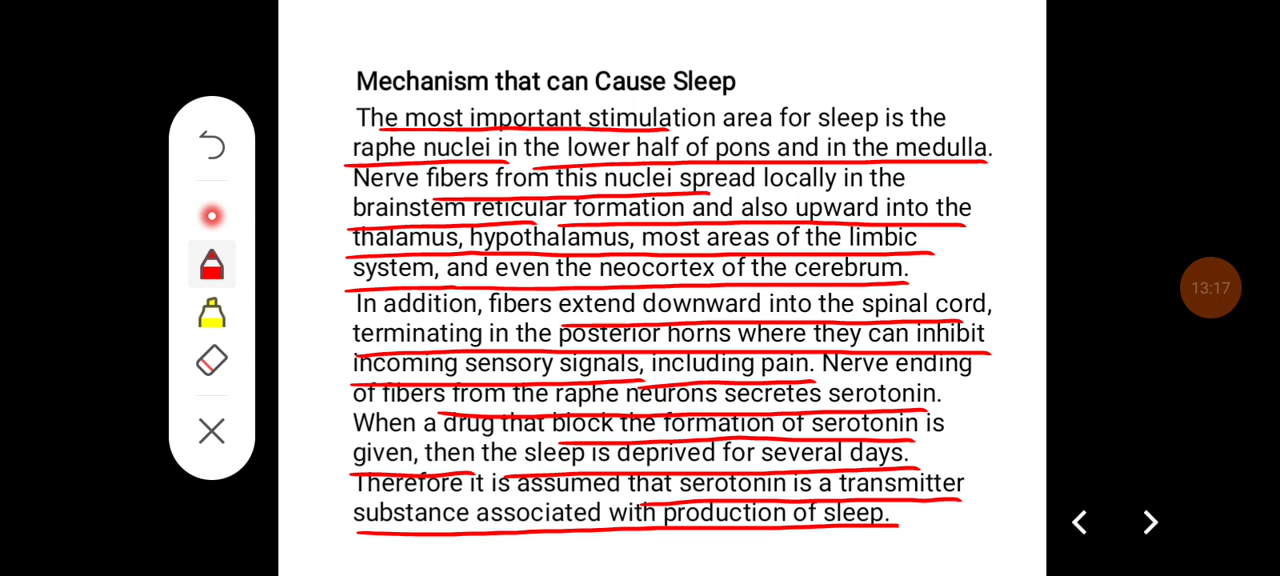 Mechanism that can Cause Sleep
The most important stimulation area for sleep is the
raphe nuclei in the lower half of pons and in the medulla.
Nerve fibers from this nuclei spread locally in the
brainstem reticular formation and also upward into the
thalamus, hypothalamus, most areas of the limbic
system, and even the neocortex of the cerebrum.
In addition, fibers extend downward into the spinal cord,
terminating in the posterior horns where they can inhibit
incoming sensory signals, including pain. Nerve ending
of fibers from the raphe neurons secretes serotonin.
When a drug that block the formation of serotonin is
given, then the sleep is deprived for several days.
Therefore it is assumed that serotonin is a transmitter
substance associated with production of sleep.
13:17